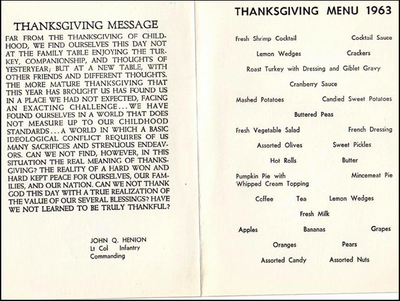 THANKSGIVING MESSAGE
FAR FROM THE THANKSGIVING OF CHILD-
HOOD, WE FIND OURSELVES THIS DAY NOT
AT THE FAMILY TABLE ENJOYING THE TUR-
KEY, COMPANIONSHIP, AND THOUGHTS OF
YESTERYEAR; BUT AT A NEW TABLE, WITH
OTHER FRIENDS AND DIFFERENT THOUGHTS.
THE MORE MATURE THANKSGIVING THAT
THIS YEAR HAS BROUGHT US HAS FOUND US
IN A PLACE WE HAD NOT EXPECTED, FACING
AN EXACTING CHALLENGE...WE HAVE
FOUND OURSELVES IN A WORLD THAT DOES
NOT MEASURE UP TO OUR CHILDHOOD
STANDARDS...A WORLD IN WHICH A BASIC
IDEOLOGICAL CONFLICT REQUIRES OF US
MANY SACRIFICES AND STRENUOUS ENDEAV-
ORS. CAN WE NOT FIND, HOWEVER, IN THIS
SITUATION THE REAL MEANING OF THANKS-
GIVING? THE REALITY OF A HARD WON AND
HARD KEPT PEACE FOR OURSELVES, OUR FAM-
ILIES, AND OUR NATION. CAN WE NOT THANK
GOD THIS DAY WITH A TRUE REALIZATION OF
THE VALUE OF OUR SEVERAL BLESSINGS? HAVE
WE NOT LEARNED TO BE TRULY THANKFUL?
JOHN Q. HENION
Lt Col Infantry
Commanding
THANKSGIVING MENU 1963
Fresh Shrimp Cocktail Cocktail Sauce
Lemon Wedges Crackers
Roast Turkey with Dressing and Giblet Gravy
Cranberry Sauce
Mashed Potatoes Candied Sweet Potatoes
Buttered Peas
Fresh Vegetable Salad French Dressing
Assorted Olives Sweet Pickles
Hot Rolls Butter
Pumpkin Pie with Mincemeat Pie
Whipped Cream Topping
Coffee Tea Lemon Wedges
Fresh Milk
Apples Bananas Grapes
Oranges Pears
Assorted Candy Assorted Nuts